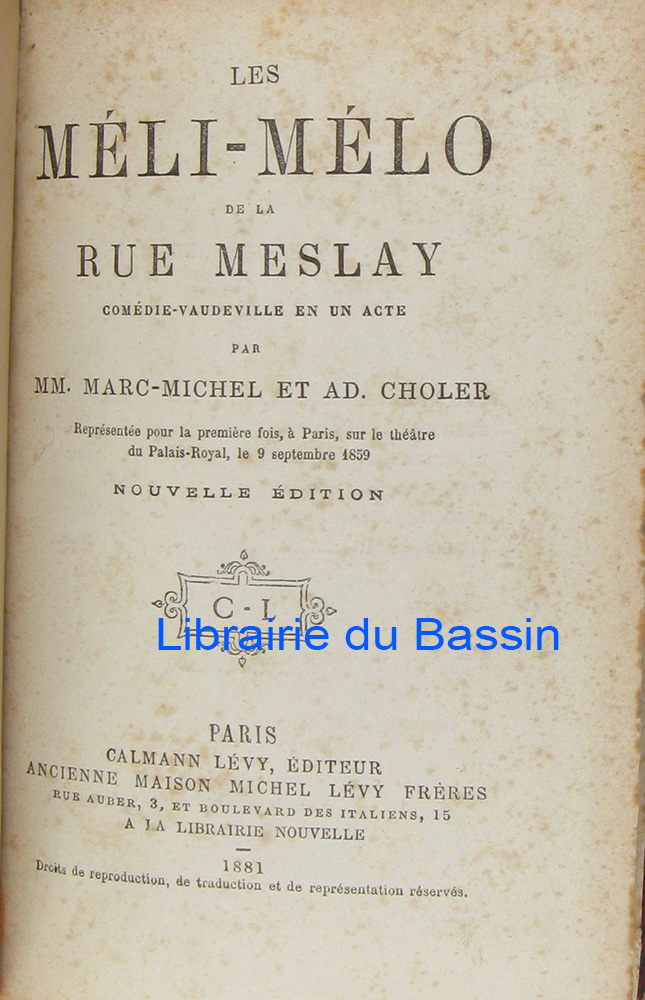 LES
MÉLI-MÉLO
DE LA
RUE MESLAY
COMÉDIE-VAUDEVILLE EN UN ACTE
PAR
MM. MARC-MICHEL ET AD. CHOLER
Représentée pour la première fois, à Paris, sur le théâtre
du Palais-Royal, le 9 septembre 1859
NOUVELLE ÉDITION
C-L
Librairie du Bassin
PARIS
CALMANN LÉVY, ÉDITEUR
ANCIENNE MAISON MICHEL LÉVY FRÈRES
RUE AUBER, 3, ET BOULEVARD DES ITALIENS, 15
A LA LIBRAIRIE NOUVELLE
1881
Droits de reproduction, de traduction et de représentation réservés.